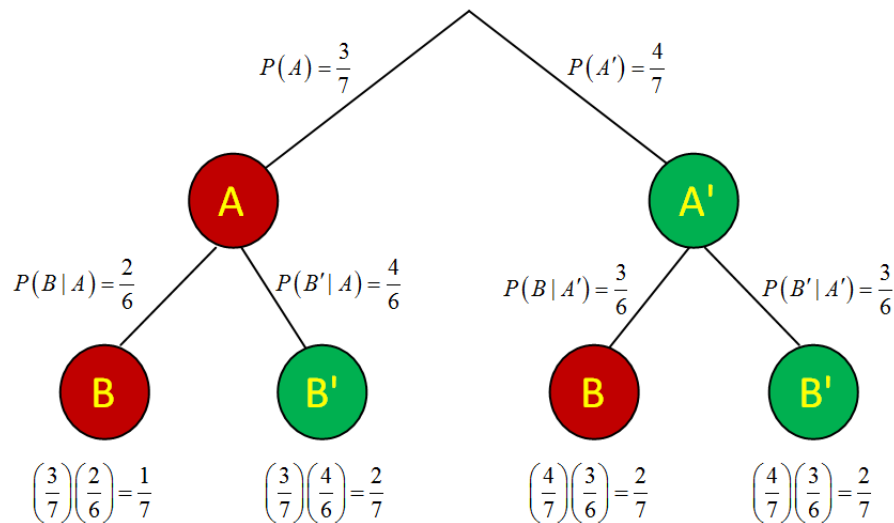 P(A) = 3/7 P(A′) = 4/7
A A'
P(B | A) = 2/6 P(B′ | A) = 4/6 P(B | A′) = 3/6 P(B′ | A′) = 3/6
B B' B B'
(3/7)(2/6) = 1/7 (3/7)(4/6) = 2/7 (4/7)(3/6) = 2/7 (4/7)(3/6) = 2/7